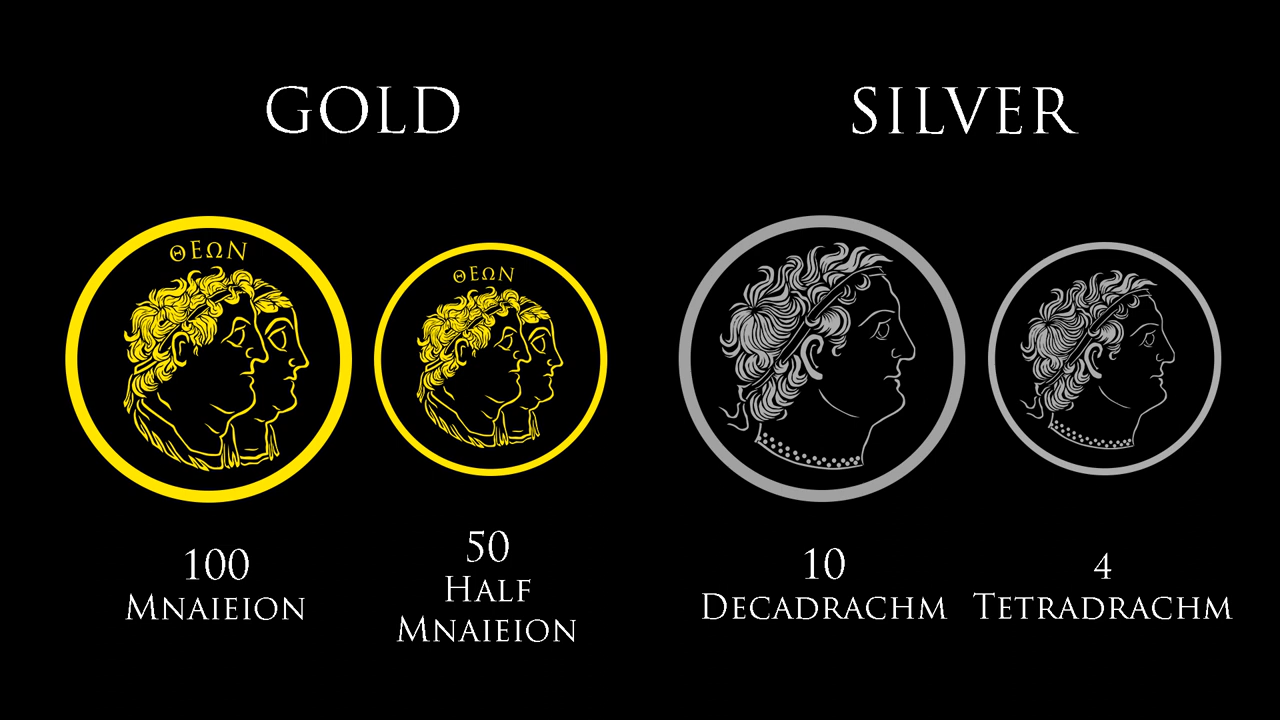 GOLD
SILVER
ΘΕΩΝ
ΘΕΩΝ
100
MNAIEION
50
HALF
MNAIEION
10
DECADRACHM
4
TETRADRACHM